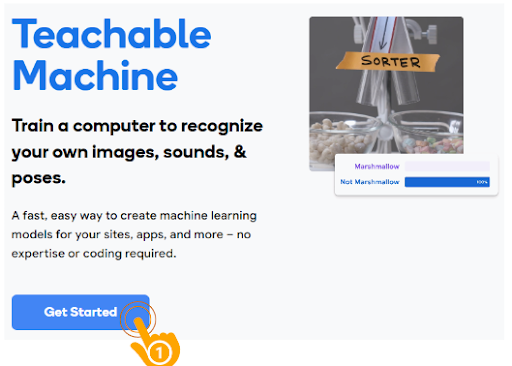 Teachable
Machine
SORTER
Train a computer to recognize
your own images, sounds, &
poses.
Marshmallow
Not Marshmallow 100%
A fast, easy way to create machine learning
models for your sites, apps, and more – no
expertise or coding required.
Get Started
1